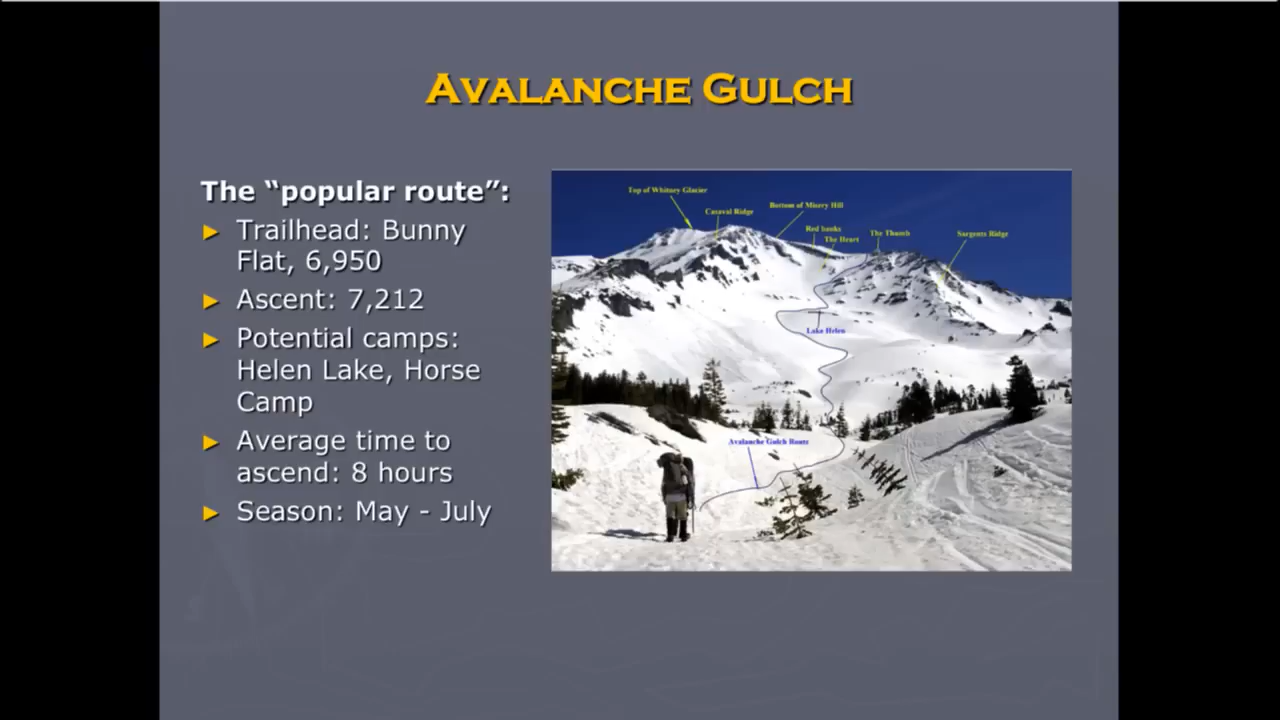 AVALANCHE GULCH
The “popular route”:
► Trailhead: Bunny
Flat, 6,950
► Ascent: 7,212
► Potential camps:
Helen Lake, Horse
Camp
► Average time to
ascend: 8 hours
► Season: May - July
Top of Whitney Glacier
Casaval Ridge
Bottom of Misery Hill
Red banks
The Heart
The Thumb
Sargents Ridge
Lake Helen
Avalanche Gulch Route